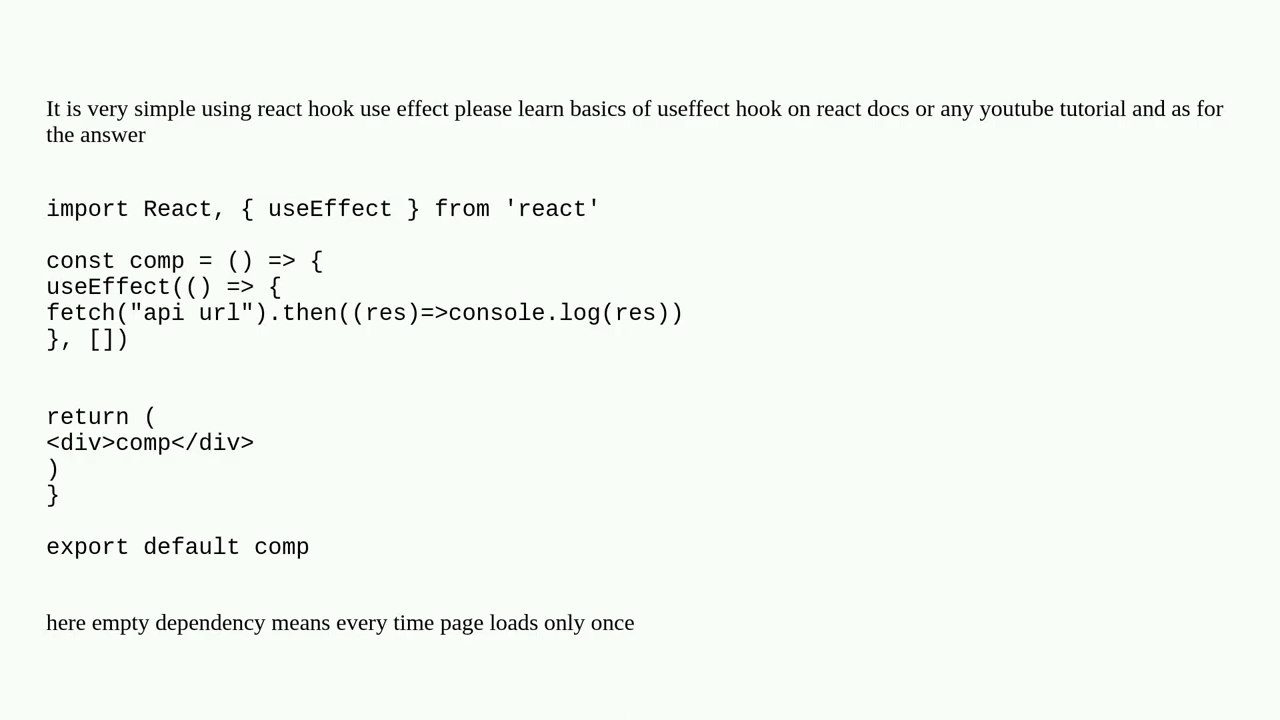 It is very simple using react hook use effect please learn basics of useffect hook on react docs or any youtube tutorial and as for
the answer
import React, { useEffect } from 'react'
const comp = () => {
useEffect(() => {
fetch("api url").then((res)=>console.log(res))
}, [])
return (
<div>comp</div>
)
}
export default comp
here empty dependency means every time page loads only once